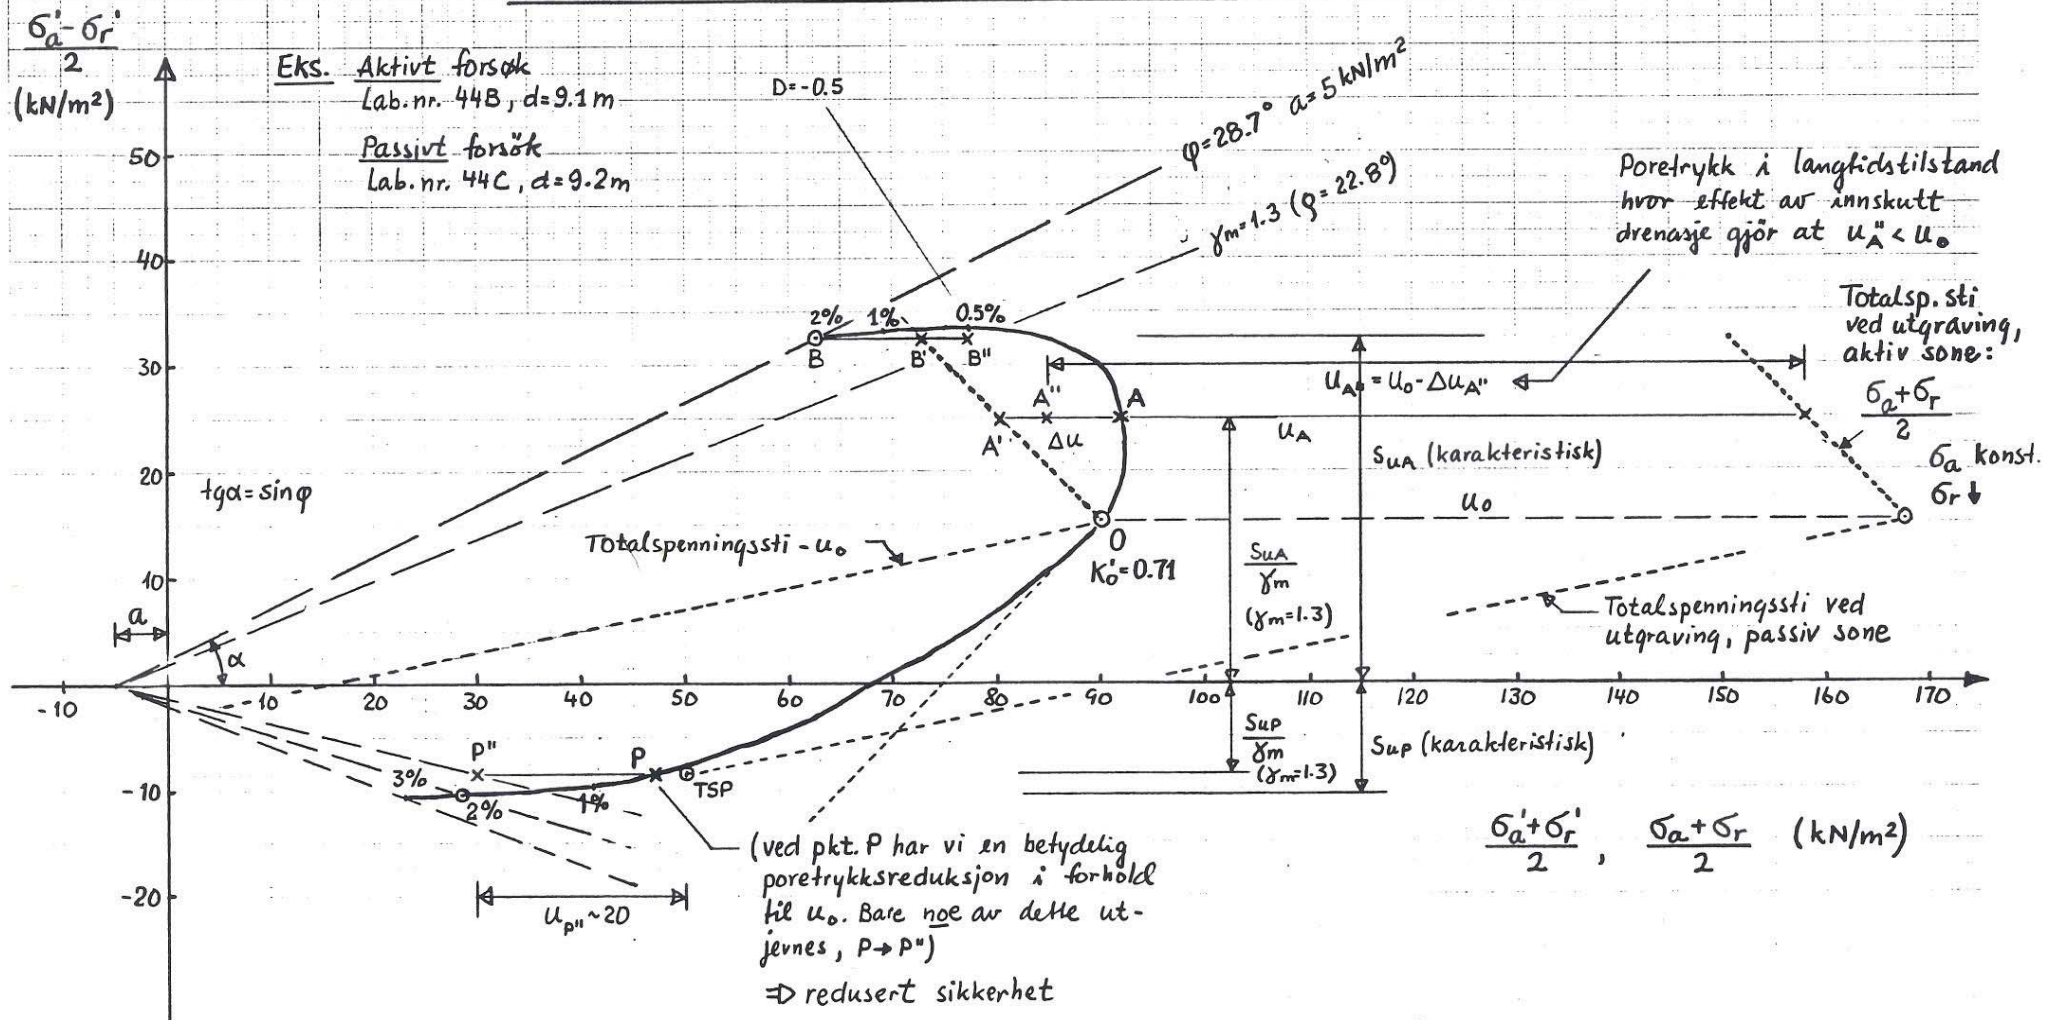 σa'-σr'
2
(kN/m²)
Eks. Aktivt forsøk
Lab.nr. 44B, d=9.1m
Passivt forsök
Lab.nr. 44C, d=9.2m
D=-0.5
φ=28.7° a=5kN/m²
γm=1.3 (ρ=22.8°)
Poretrykk i langtidstilstand
hvor effekt av innskutt
drenasje gjör at uA"<u0
Totalsp.sti
ved utgraving,
aktiv sone:
σa+σr
2
σa konst.
σr ↓
50
40
30
20
10
-10
-20
2% 1% 0.5%
B B' B"
A' A" A
Δu
uA
uA" = u0-ΔuA"
SuA (karakteristisk)
u0
tgα=sinφ
Totalspenningssti-u0
O
K0'=0.71
SuA
γm
(γm=1.3)
Totalspenningssti ved
utgraving, passiv sone
a
α
-10 10 20 30 40 50 60 70 80 90 100 110 120 130 140 150 160 170
P" P
TSP
3% 2% 1%
SuP
γm
(γm=1.3)
SuP (karakteristisk)
σa'+σr'
2
,
σa+σr
2
(kN/m²)
uP"~20
(ved pkt. P har vi en betydelig
poretrykksreduksjon i forhold
til u0. Bare noe av dette ut-
jevnes, P→P")
⇒ redusert sikkerhet